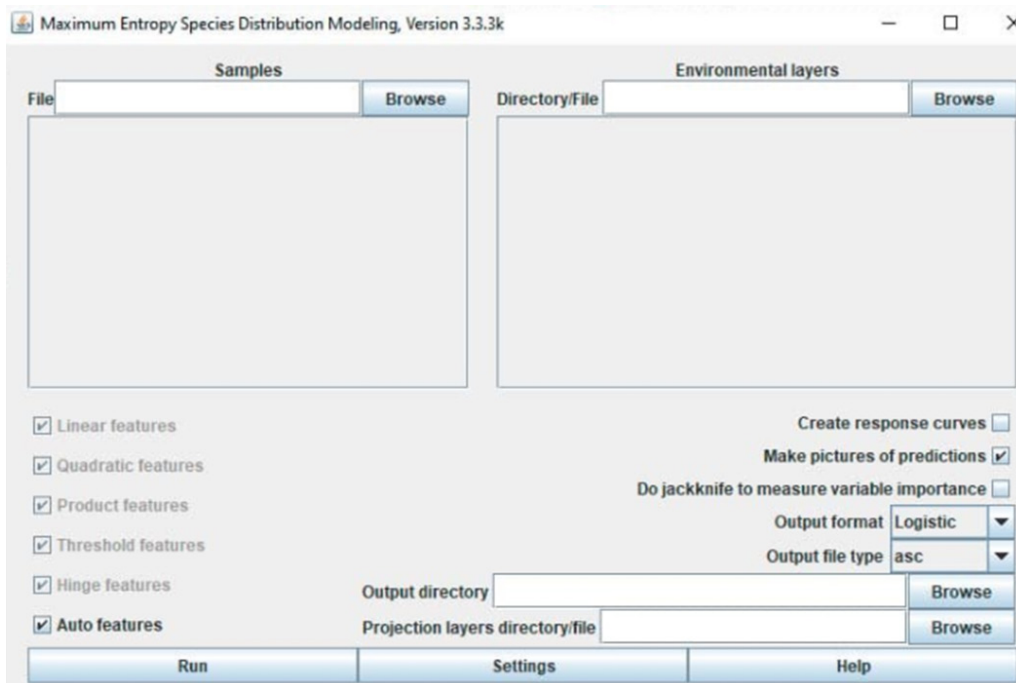 Maximum Entropy Species Distribution Modeling, Version 3.3.3k
Samples
File Browse
Environmental layers
Directory/File Browse
Linear features
Quadratic features
Product features
Threshold features
Hinge features
Auto features
Create response curves
Make pictures of predictions
Do jackknife to measure variable importance
Output format Logistic
Output file type asc
Output directory Browse
Projection layers directory/file Browse
Run Settings Help